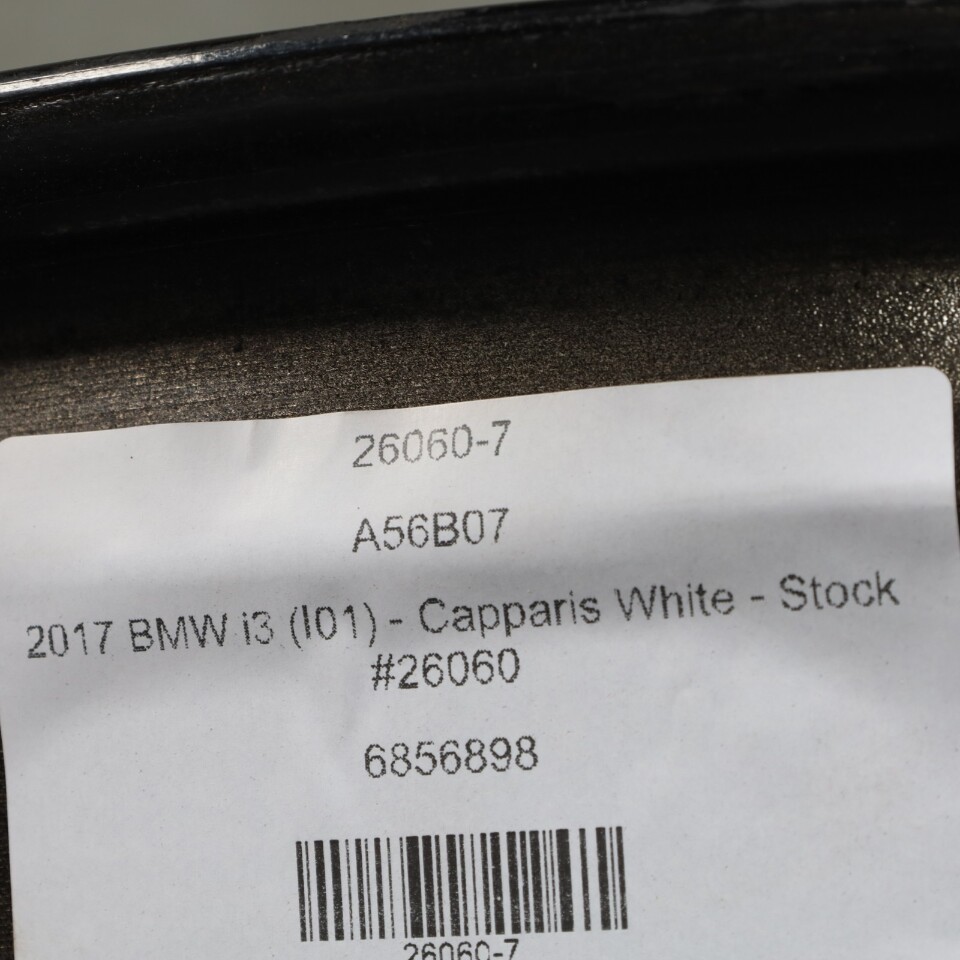 26060-7
A56B07
2017 BMW i3 (I01) - Capparis White - Stock
#26060
6856898
26060-7